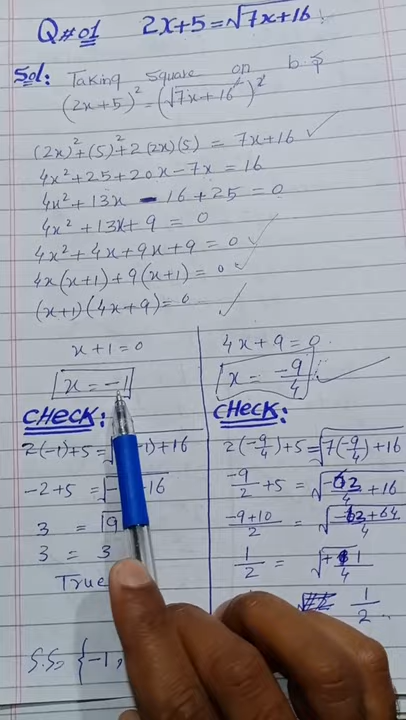 Q#01 2x+5=√7x+16
Sol: Taking square on b.p
(2x+5)²=(√7x+16)²
(2x)²+(5)²+2(2x)(5) = 7x+16
4x²+25+20x-7x = 16
4x²+13x-16+25=0
4x²+13x+9=0
4x²+4x+9x+9=0
4x(x+1)+9(x+1)=0
(x+1)(4x+9)=0
x+1=0
x=-1
CHECK:
2(-1)+5=√ -1)+16
-2+5=√ +16
3 = √9
3 = 3
True
4x+9=0
x=-9/4
CHECK:
2(-9/4)+5=√7(-9/4)+16
-9/2+5=√ /4+16
-9+10/2=√ +64/4
1/2=√ 1/4
1/2
S.S= {-1,